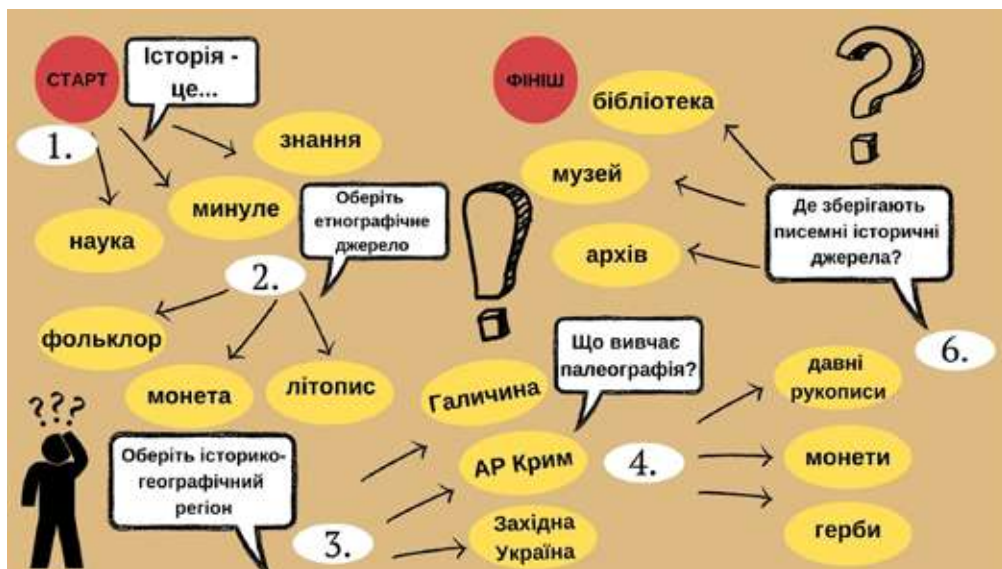 СТАРТ
Історія -
це...
1.
знання
минуле
наука
Оберіть
етнографічне
джерело
2.
фольклор
монета
літопис
???
Оберіть історико-
географічний
регіон
3.
Галичина
АР Крим
Західна
Україна
Що вивчає
палеографія?
4.
давні
рукописи
монети
герби
6.
Де зберігають
писемні історичні
джерела?
?
!
бібліотека
музей
архів
ФІНІШ